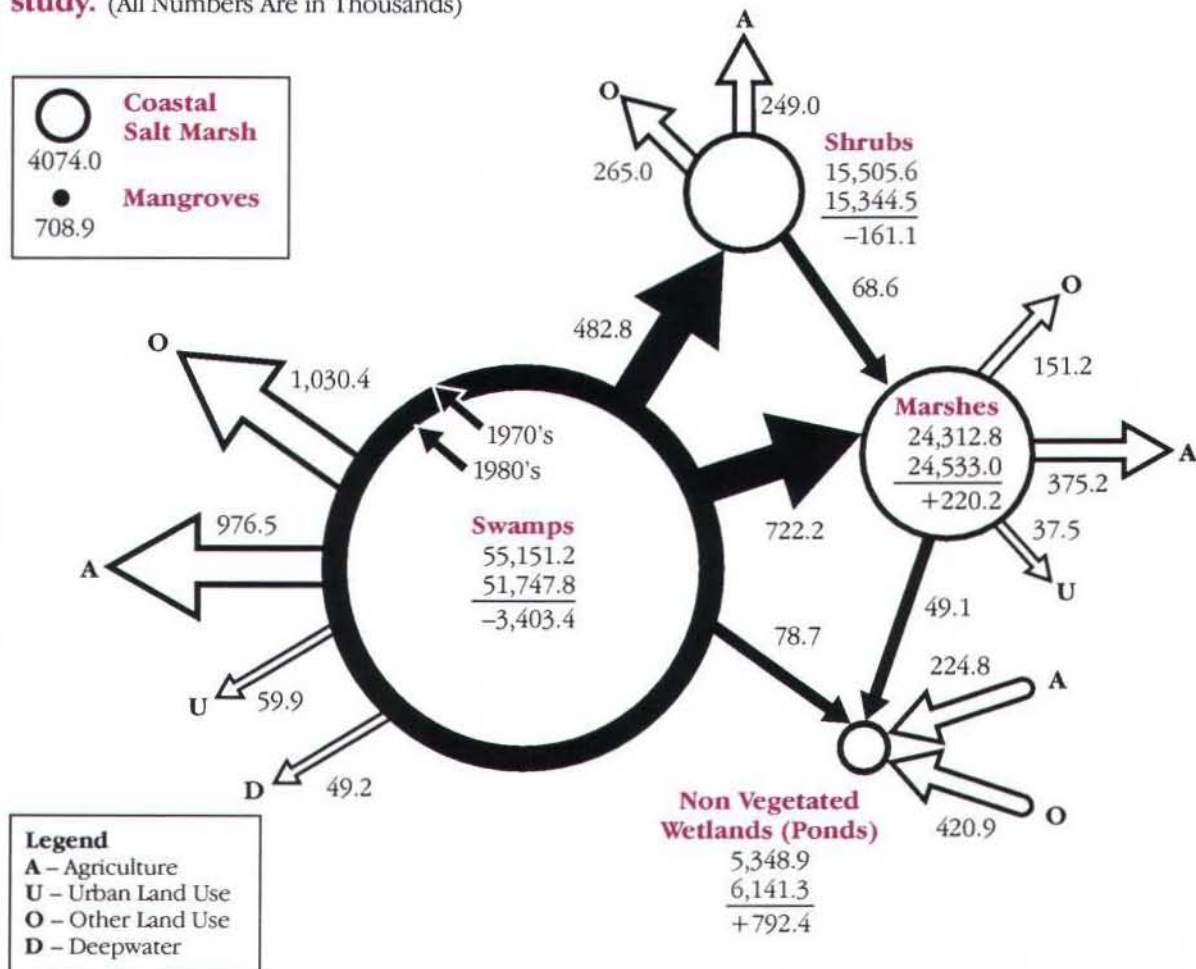 study. (All Numbers Are in Thousands)
Coastal
Salt Marsh
4074.0
Mangroves
708.9
A
O
249.0
265.0
Shrubs
15,505.6
15,344.5
–161.1
68.6
482.8
O
1,030.4
1970's
1980's
O
151.2
Marshes
24,312.8
24,533.0
+220.2
A
375.2
37.5
U
722.2
976.5
A
Swamps
55,151.2
51,747.8
–3,403.4
78.7
49.1
224.8
A
U
59.9
D
49.2
O
420.9
Non Vegetated
Wetlands (Ponds)
5,348.9
6,141.3
+792.4
Legend
A – Agriculture
U – Urban Land Use
O – Other Land Use
D – Deepwater